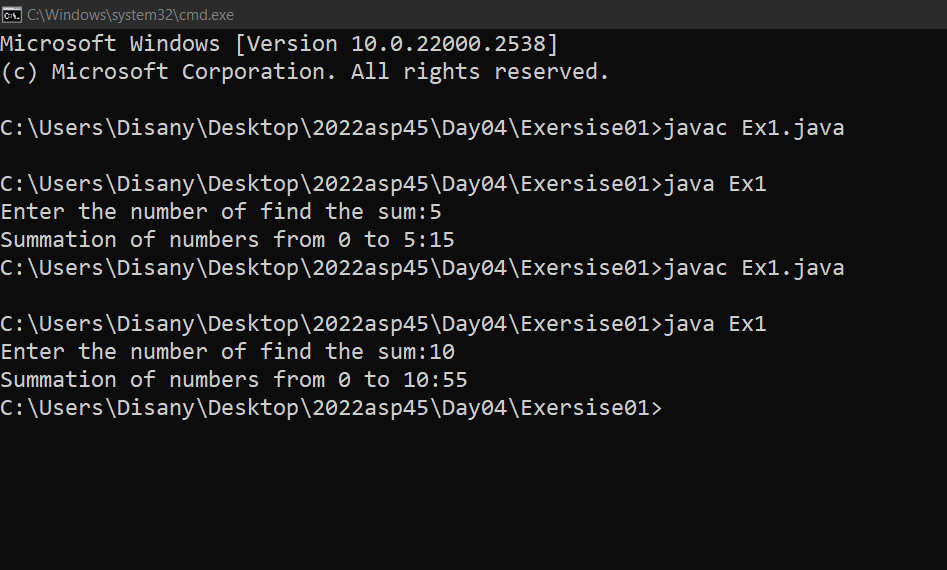 C:\Windows\system32\cmd.exe
Microsoft Windows [Version 10.0.22000.2538]
(c) Microsoft Corporation. All rights reserved.
C:\Users\Disany\Desktop\2022asp45\Day04\Exersise01>javac Ex1.java
C:\Users\Disany\Desktop\2022asp45\Day04\Exersise01>java Ex1
Enter the number of find the sum:5
Summation of numbers from 0 to 5:15
C:\Users\Disany\Desktop\2022asp45\Day04\Exersise01>javac Ex1.java
C:\Users\Disany\Desktop\2022asp45\Day04\Exersise01>java Ex1
Enter the number of find the sum:10
Summation of numbers from 0 to 10:55
C:\Users\Disany\Desktop\2022asp45\Day04\Exersise01>